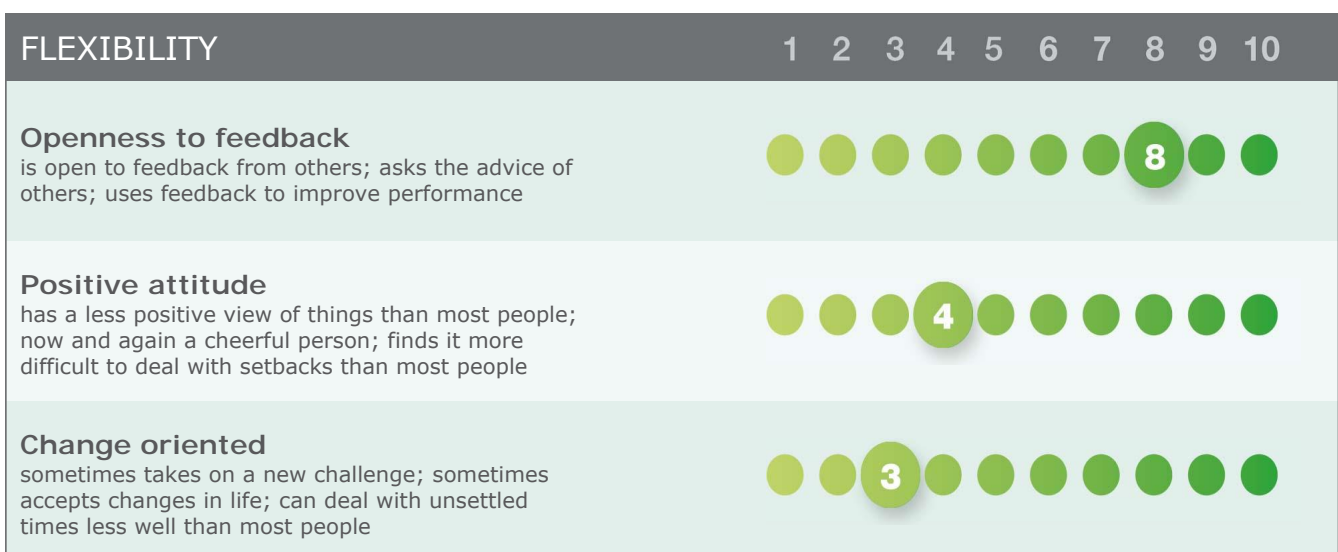 FLEXIBILITY 1 2 3 4 5 6 7 8 9 10
Openness to feedback
is open to feedback from others; asks the advice of
others; uses feedback to improve performance
8
Positive attitude
has a less positive view of things than most people;
now and again a cheerful person; finds it more
difficult to deal with setbacks than most people
4
Change oriented
sometimes takes on a new challenge; sometimes
accepts changes in life; can deal with unsettled
times less well than most people
3